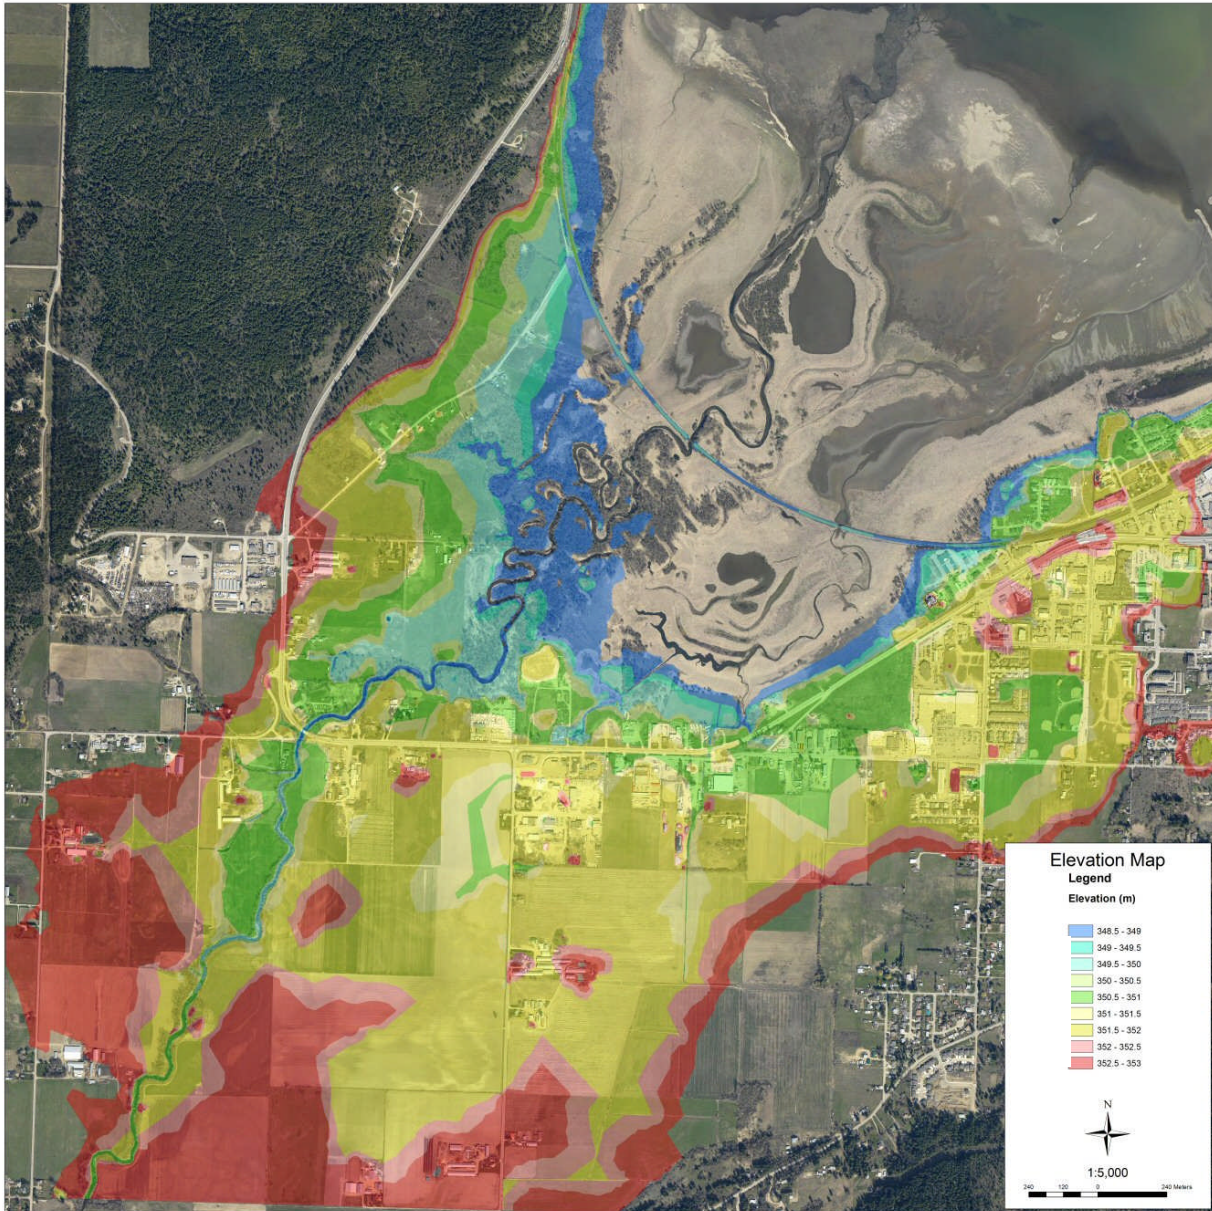 Elevation Map
Legend
Elevation (m)
348.5 - 349
349 - 349.5
349.5 - 350
350 - 350.5
350.5 - 351
351 - 351.5
351.5 - 352
352 - 352.5
352.5 - 353
N
1:5,000
240 120 0 240 Meters